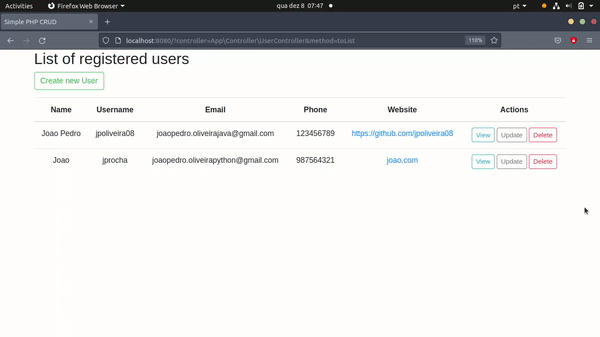 Activities Firefox Web Browser qua dez 8 07:47 pt
Simple PHP CRUD
localhost:8080/?controller=App\Controller\UserController&method=toList 110%
List of registered users
Create new User
Name Username Email Phone Website Actions
Joao Pedro jpoliveira08 joaopedro.oliveirajava@gmail.com 123456789 https://github.com/jpoliveira08 View Update Delete
Joao jprocha joaopedro.oliveirapython@gmail.com 987564321 joao.com View Update Delete